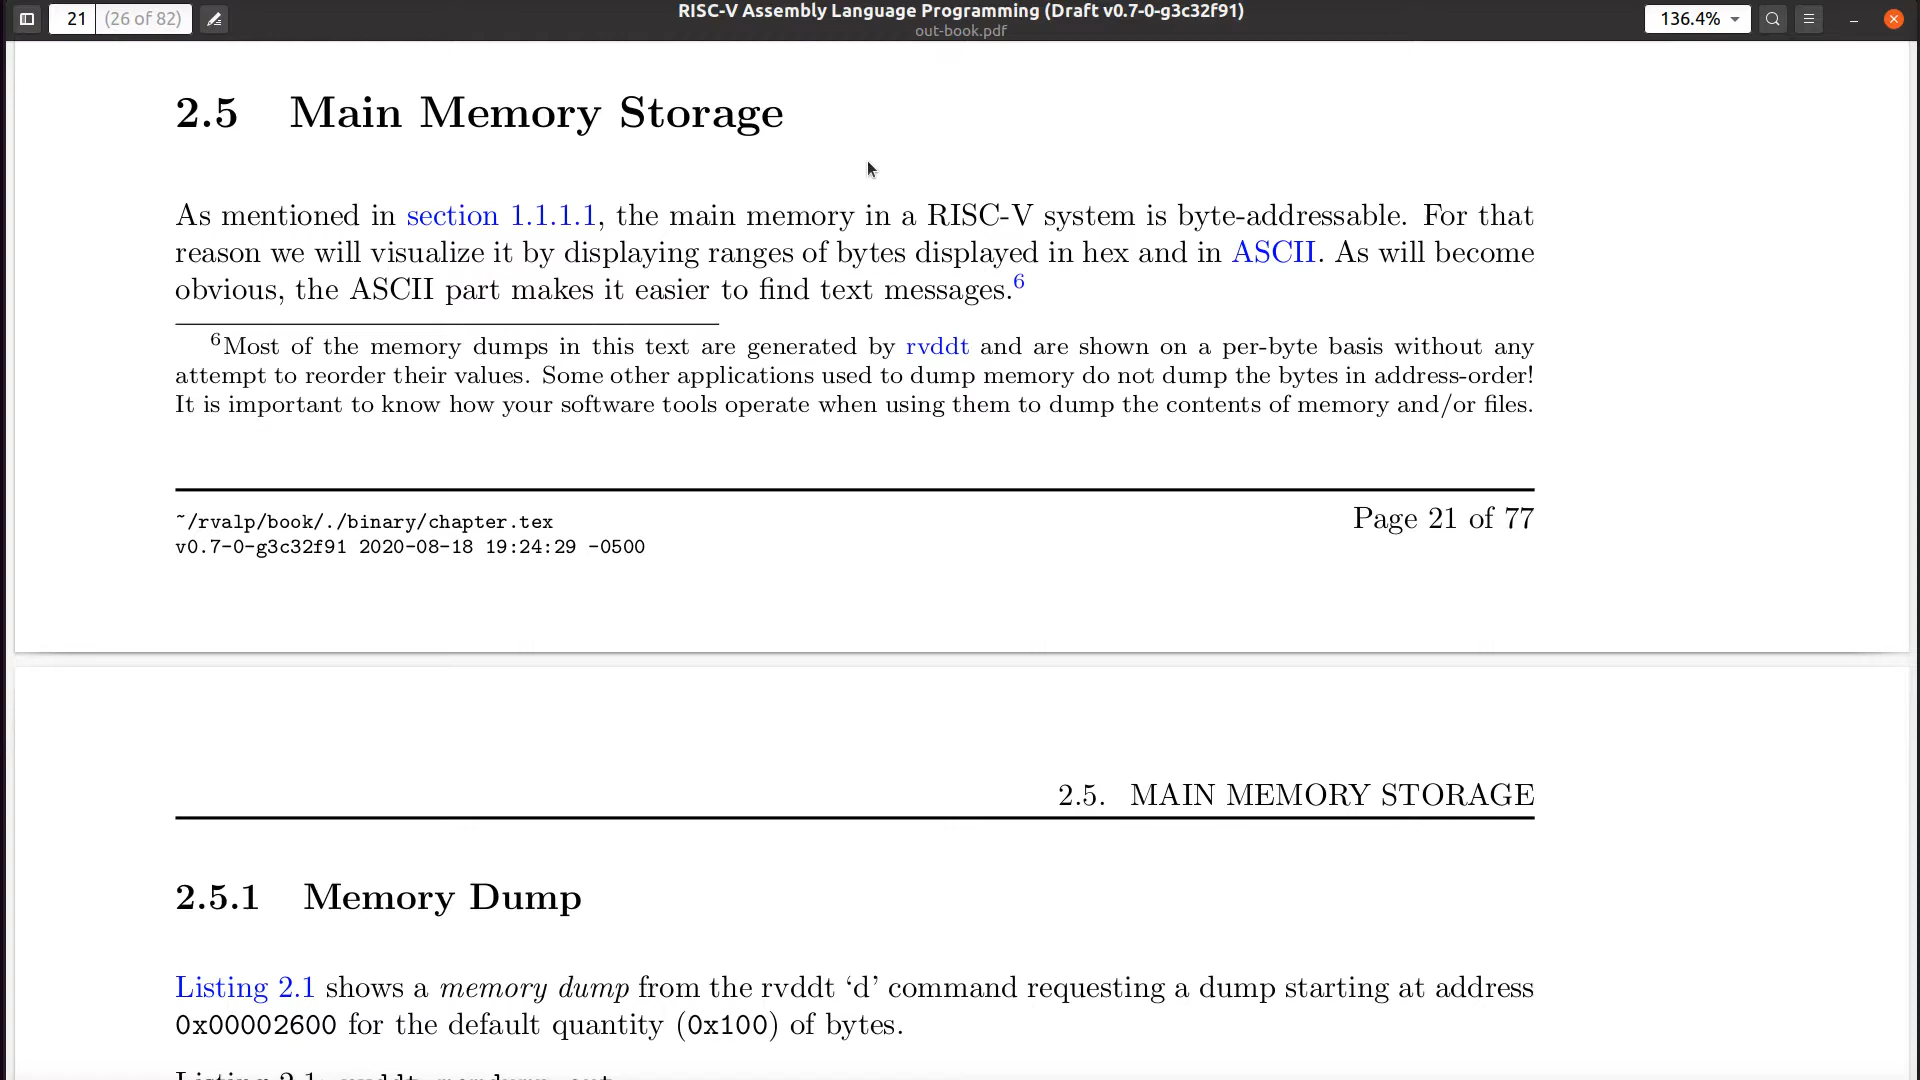 21 (26 of 82)
RISC-V Assembly Language Programming (Draft v0.7-0-g3c32f91)
out-book.pdf
136.4%
2.5 Main Memory Storage
As mentioned in section 1.1.1.1, the main memory in a RISC-V system is byte-addressable. For that
reason we will visualize it by displaying ranges of bytes displayed in hex and in ASCII. As will become
obvious, the ASCII part makes it easier to find text messages.6
6Most of the memory dumps in this text are generated by rvddt and are shown on a per-byte basis without any
attempt to reorder their values. Some other applications used to dump memory do not dump the bytes in address-order!
It is important to know how your software tools operate when using them to dump the contents of memory and/or files.
~/rvalp/book/./binary/chapter.tex
v0.7-0-g3c32f91 2020-08-18 19:24:29 -0500
Page 21 of 77
2.5. MAIN MEMORY STORAGE
2.5.1 Memory Dump
Listing 2.1 shows a memory dump from the rvddt ‘d’ command requesting a dump starting at address
0x00002600 for the default quantity (0x100) of bytes.
Listing 2.1: